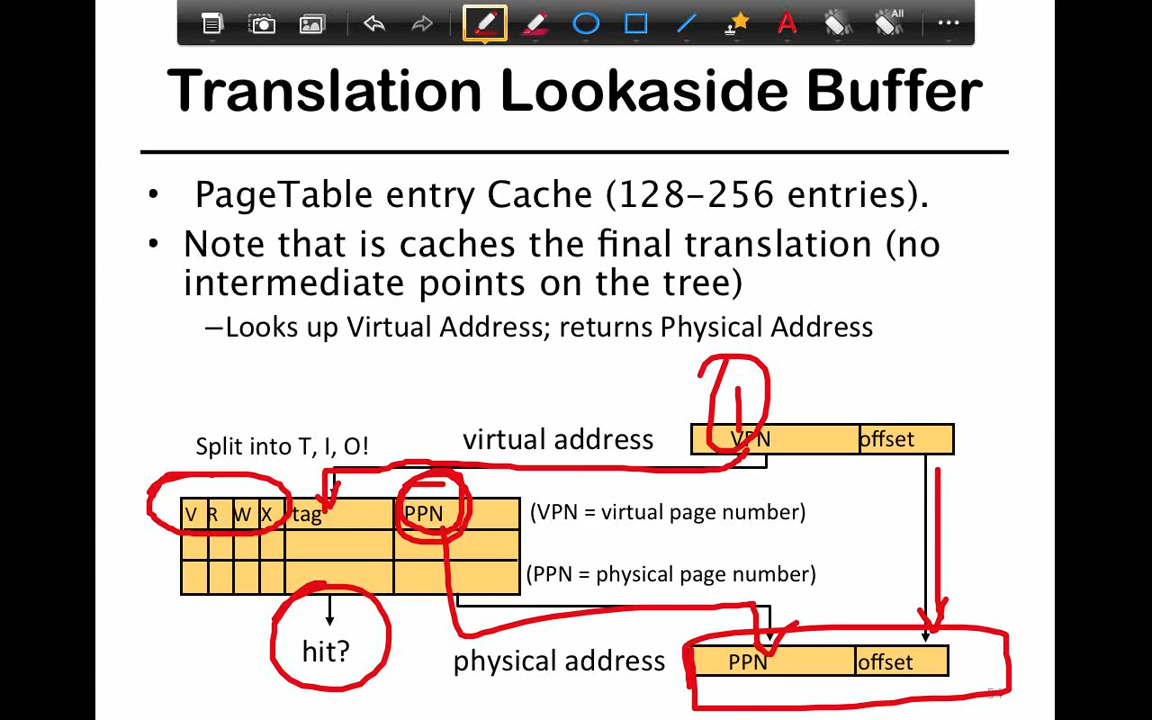 All
A
Translation Lookaside Buffer
• PageTable entry Cache (128-256 entries).
• Note that is caches the final translation (no
intermediate points on the tree)
–Looks up Virtual Address; returns Physical Address
Split into T, I, O!
virtual address
VPN
offset
V R W X tag PPN
(VPN = virtual page number)
(PPN = physical page number)
hit?
physical address
PPN
offset